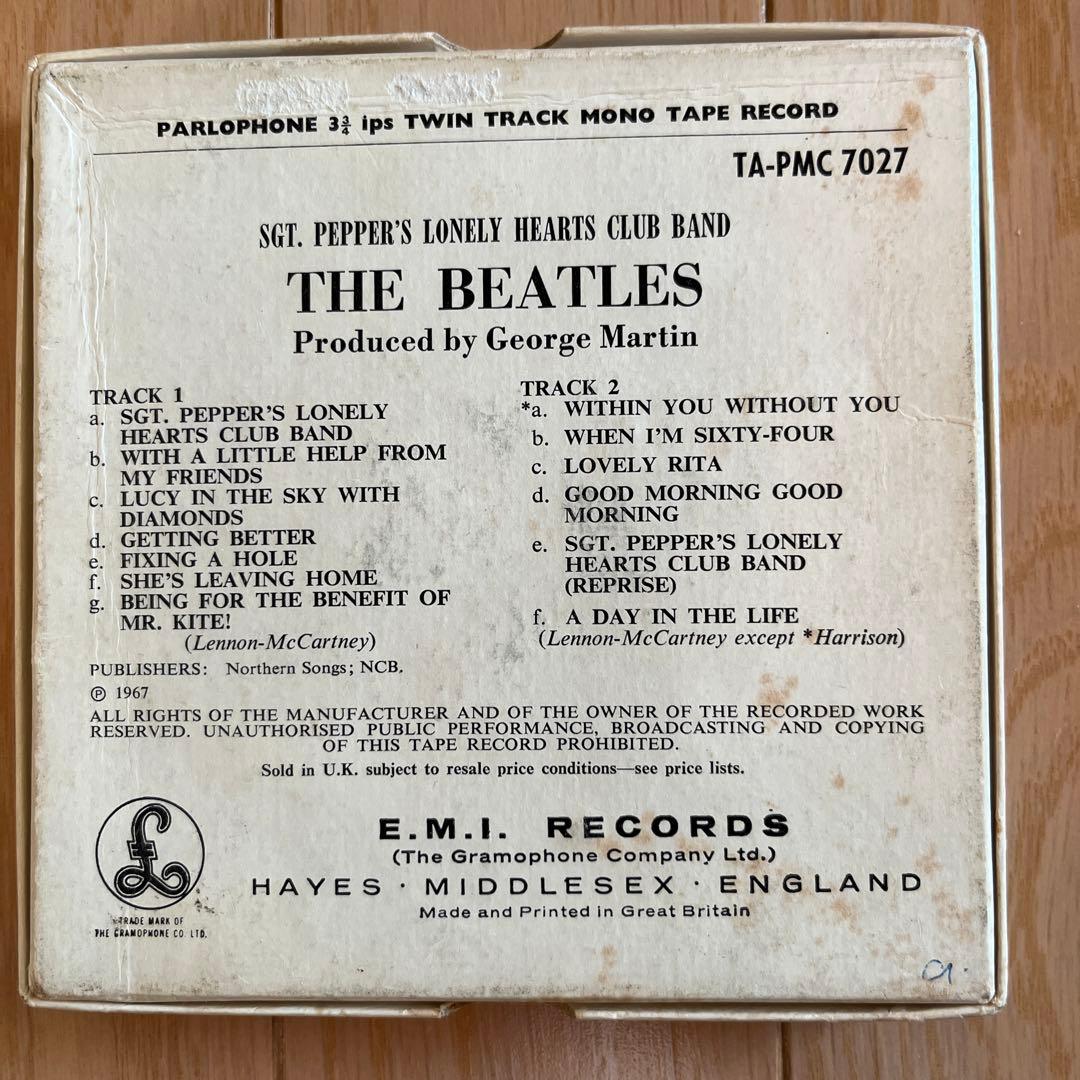 PARLOPHONE 3¾ ips TWIN TRACK MONO TAPE RECORD
TA-PMC 7027
SGT. PEPPER'S LONELY HEARTS CLUB BAND
THE BEATLES
Produced by George Martin
TRACK 1
a. SGT. PEPPER'S LONELY
HEARTS CLUB BAND
b. WITH A LITTLE HELP FROM
MY FRIENDS
c. LUCY IN THE SKY WITH
DIAMONDS
d. GETTING BETTER
e. FIXING A HOLE
f. SHE'S LEAVING HOME
g. BEING FOR THE BENEFIT OF
MR. KITE!
(Lennon-McCartney)
TRACK 2
*a. WITHIN YOU WITHOUT YOU
b. WHEN I'M SIXTY-FOUR
c. LOVELY RITA
d. GOOD MORNING GOOD
MORNING
e. SGT. PEPPER'S LONELY
HEARTS CLUB BAND
(REPRISE)
f. A DAY IN THE LIFE
(Lennon-McCartney except *Harrison)
PUBLISHERS: Northern Songs; NCB.
℗ 1967
ALL RIGHTS OF THE MANUFACTURER AND OF THE OWNER OF THE RECORDED WORK
RESERVED. UNAUTHORISED PUBLIC PERFORMANCE, BROADCASTING AND COPYING
OF THIS TAPE RECORD PROHIBITED.
Sold in U.K. subject to resale price conditions—see price lists.
£
TRADE MARK OF
THE GRAMOPHONE CO. LTD.
E.M.I. RECORDS
(The Gramophone Company Ltd.)
HAYES · MIDDLESEX · ENGLAND
Made and Printed in Great Britain